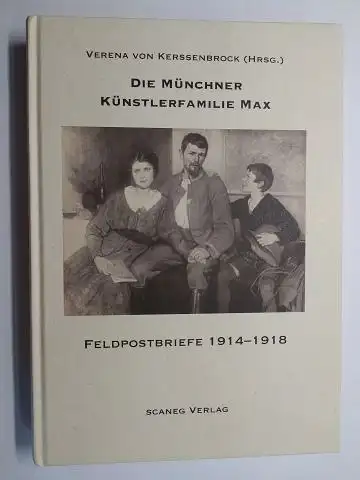 Verena von Kerssenbrock (Hrsg.)
Die Münchner
Künstlerfamilie Max
Feldpostbriefe 1914–1918
scaneg Verlag